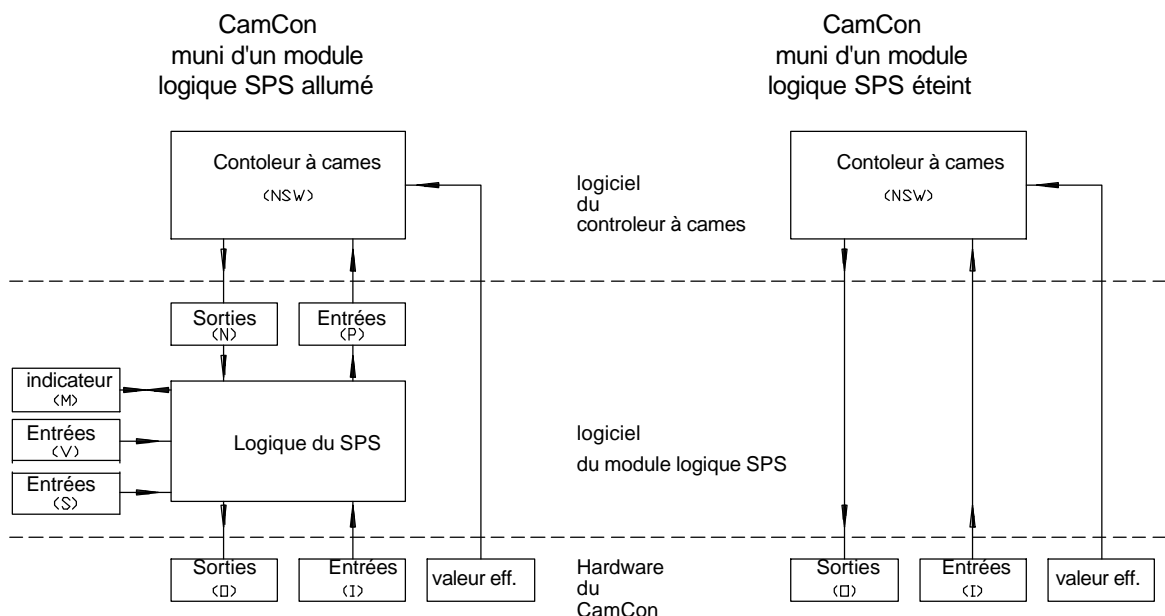 CamCon
muni d'un module
logique SPS allumé
CamCon
muni d'un module
logique SPS éteint
Contoleur à cames
(NSW)
logiciel
du
controleur à cames
Contoleur à cames
(NSW)
Sorties
(N)
Entrées
(P)
indicateur
(M)
Entrées
(V)
Entrées
(S)
Logique du SPS
logiciel
du module logique SPS
Sorties
(O)
Entrées
(I)
valeur eff.
Hardware
du
CamCon
Sorties
(O)
Entrées
(I)
valeur eff.